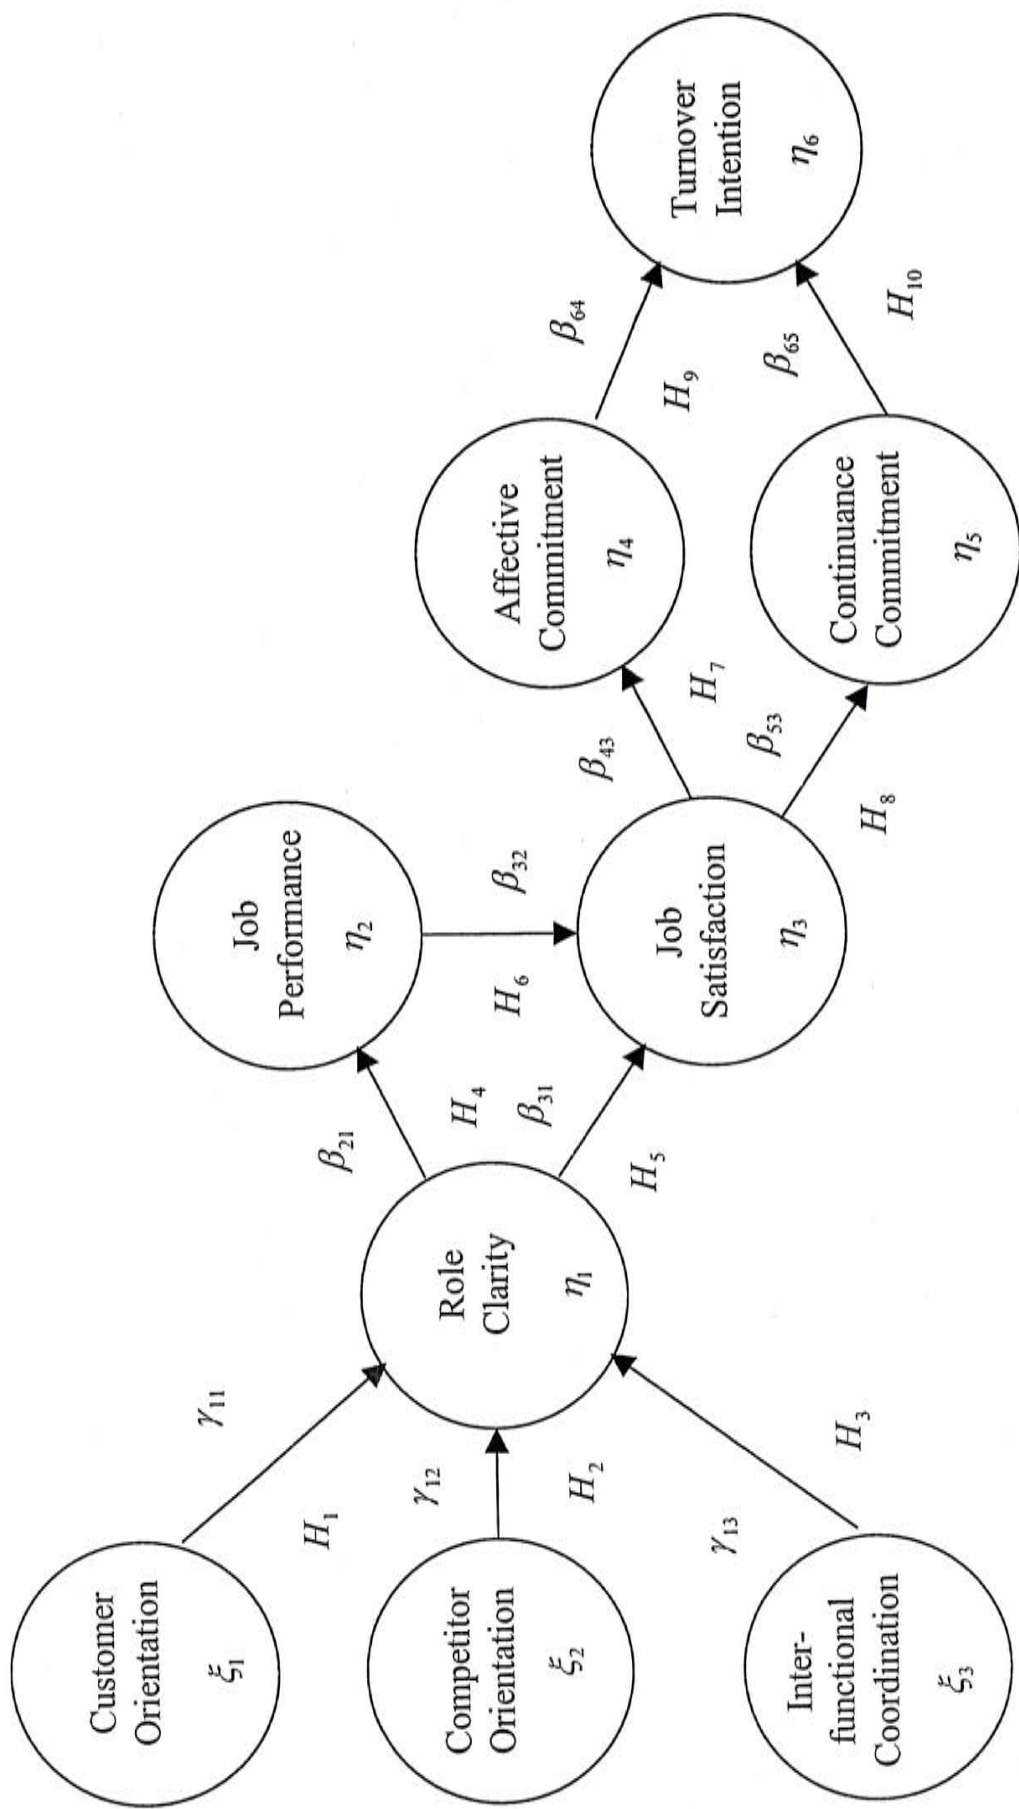 Customer
Orientation
ξ₁
Competitor
Orientation
ξ₂
Inter-
functional
Coordination
ξ₃
γ₁₁
H₁
γ₁₂
H₂
γ₁₃
H₃
Role
Clarity
η₁
β₂₁
H₄
β₃₁
H₅
Job
Performance
η₂
β₃₂
H₆
Job
Satisfaction
η₃
β₄₃
H₇
β₅₃
H₈
Affective
Commitment
η₄
Continuance
Commitment
η₅
β₆₄
H₉
β₆₅
H₁₀
Turnover
Intention
η₆